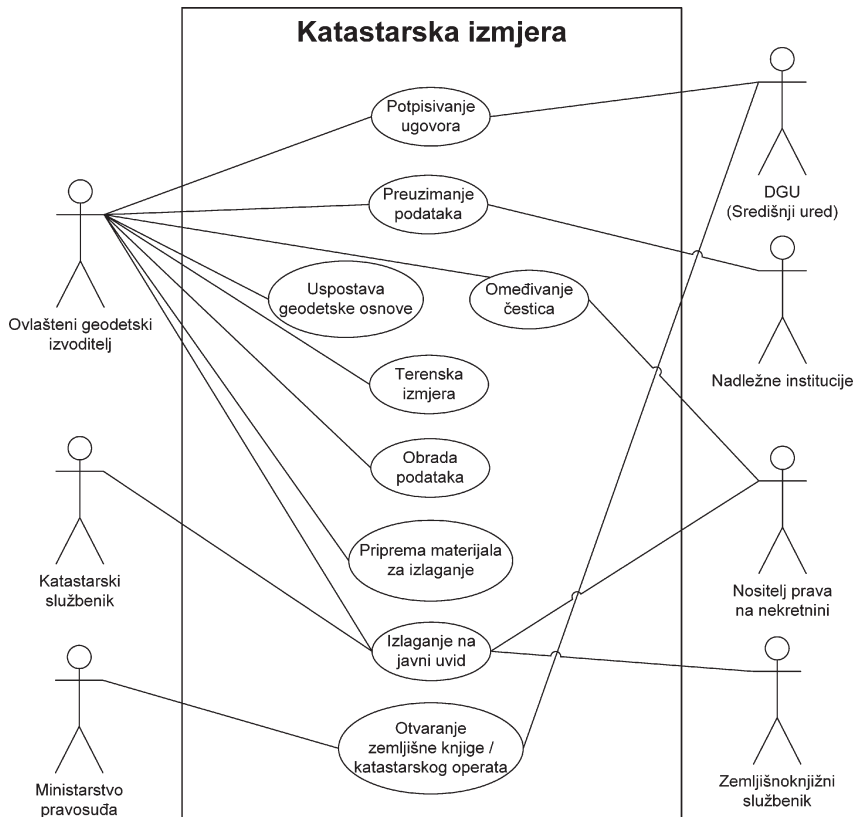 Katastarska izmjera
Potpisivanje
ugovora
DGU
(Središnji ured)
Preuzimanje
podataka
Ovlašteni geodetski
izvoditelj
Uspostava
geodetske osnove
Omeđivanje
čestica
Nadležne institucije
Terenska
izmjera
Obrada
podataka
Katastarski
službenik
Priprema materijala
za izlaganje
Nositelj prava
na nekretnini
Izlaganje na
javni uvid
Otvaranje
zemljišne knjige /
katastarskog operata
Ministarstvo
pravosuđa
Zemljišnoknjižni
službenik